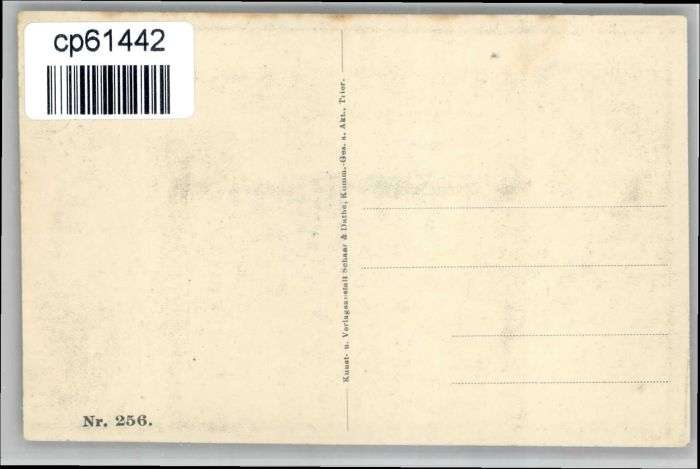 cp61442
Kunst- u. Verlagsanstalt Schaar & Dathe, Komm.-Ges. a. Akt., Trier.
Nr. 256.